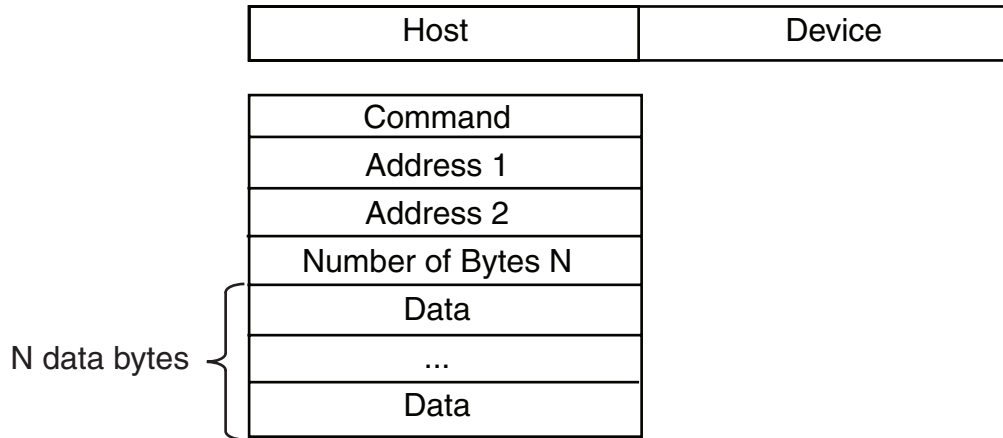 Host Device
Command
Address 1
Address 2
Number of Bytes N
Data
N data bytes ...
Data